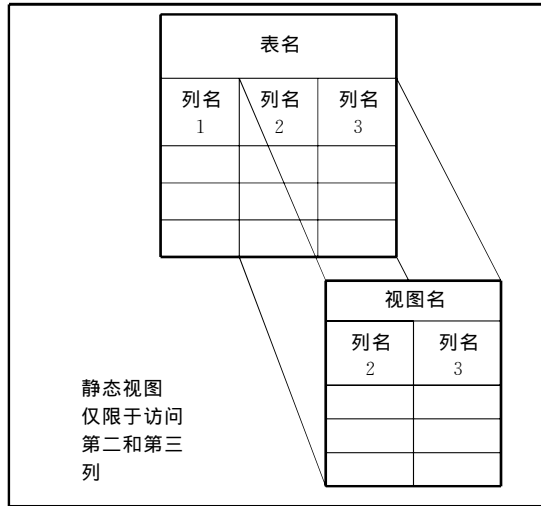 表名
列名 列名 列名
1 2 3
视图名
列名 列名
2 3
静态视图
仅限于访问
第二和第三
列